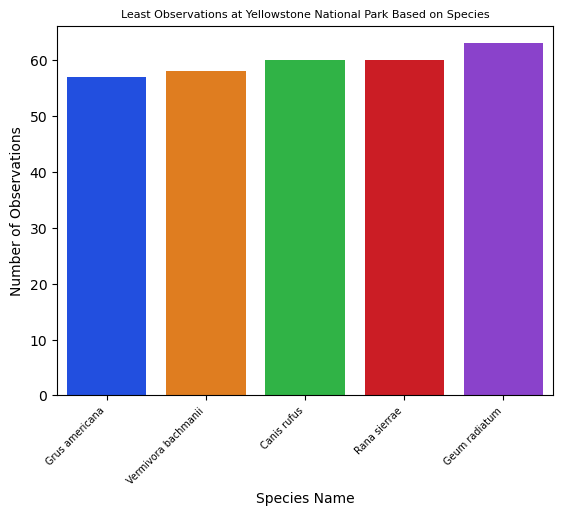 Least Observations at Yellowstone National Park Based on Species
Number of Observations
60
50
40
30
20
10
0
Grus americana
Vermivora bachmanii
Canis rufus
Rana sierrae
Geum radiatum
Species Name